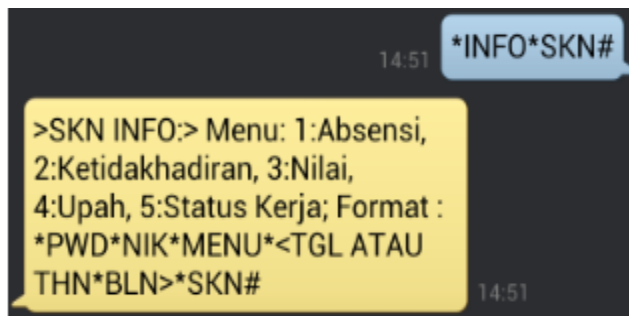 *INFO*SKN#
14:51
>SKN INFO:> Menu: 1:Absensi,
2:Ketidakhadiran, 3:Nilai,
4:Upah, 5:Status Kerja; Format :
*PWD*NIK*MENU*<TGL ATAU
THN*BLN>*SKN#
14:51